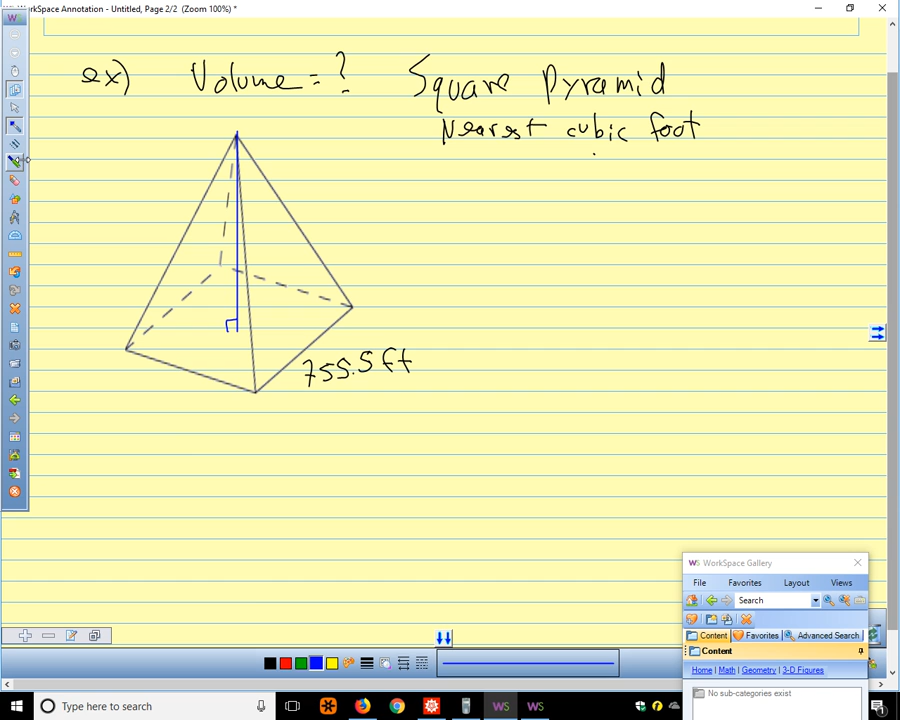 WorkSpace Annotation - Untitled, Page 2/2 (Zoom 100%) *
ex) Volume = ? Square Pyramid
Nearest cubic foot
755.5 ft
WS WorkSpace Gallery
File Favorites Layout Views
Search
Content Favorites Advanced Search
Content
Home | Math | Geometry | 3-D Figures
No sub-categories exist
Type here to search